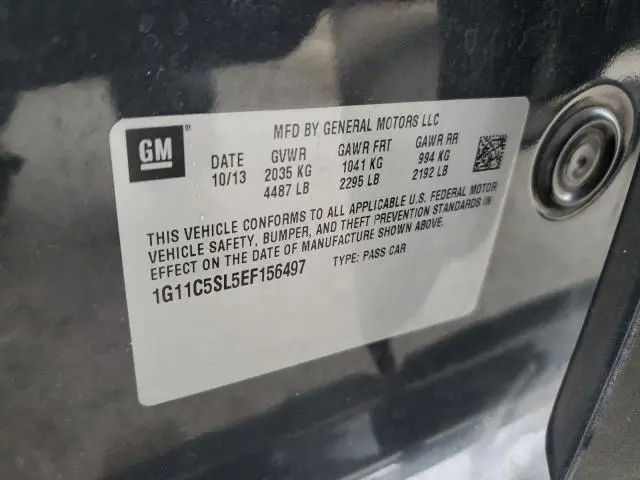 GM
MFD BY GENERAL MOTORS LLC
DATE GVWR GAWR FRT GAWR RR
10/13 2035 KG 1041 KG 994 KG
4487 LB 2295 LB 2192 LB
THIS VEHICLE CONFORMS TO ALL APPLICABLE U.S. FEDERAL MOTOR
VEHICLE SAFETY, BUMPER, AND THEFT PREVENTION STANDARDS IN
EFFECT ON THE DATE OF MANUFACTURE SHOWN ABOVE.
1G11C5SL5EF156497 TYPE: PASS CAR